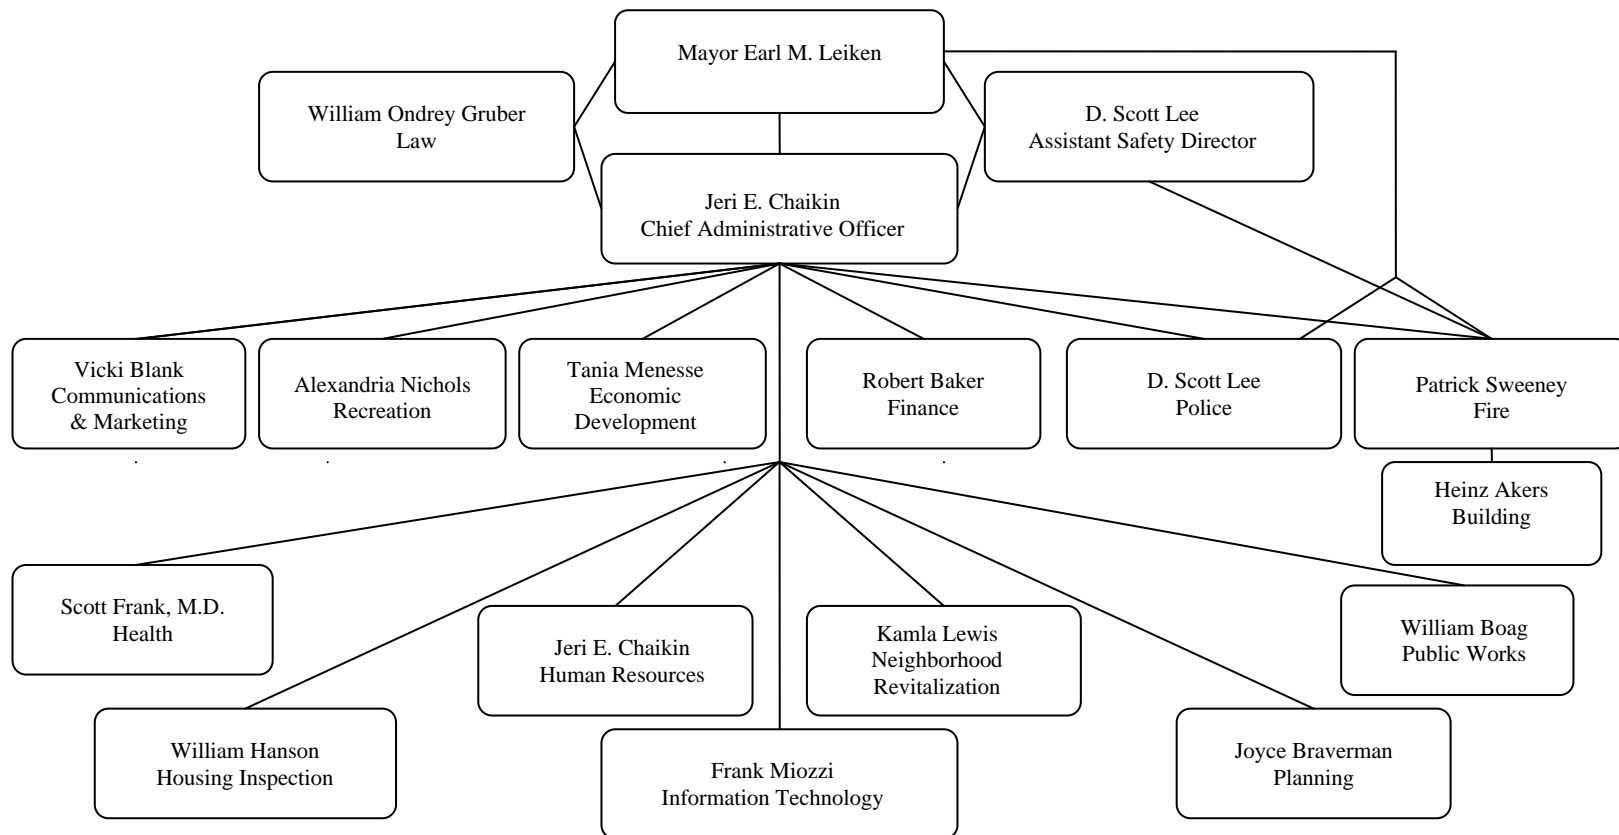 Mayor Earl M. Leiken
William Ondrey Gruber
Law
D. Scott Lee
Assistant Safety Director
Jeri E. Chaikin
Chief Administrative Officer
Vicki Blank
Communications
& Marketing
Alexandria Nichols
Recreation
Tania Menesse
Economic
Development
Robert Baker
Finance
D. Scott Lee
Police
Patrick Sweeney
Fire
Heinz Akers
Building
Scott Frank, M.D.
Health
Jeri E. Chaikin
Human Resources
Kamla Lewis
Neighborhood
Revitalization
William Boag
Public Works
William Hanson
Housing Inspection
Frank Miozzi
Information Technology
Joyce Braverman
Planning